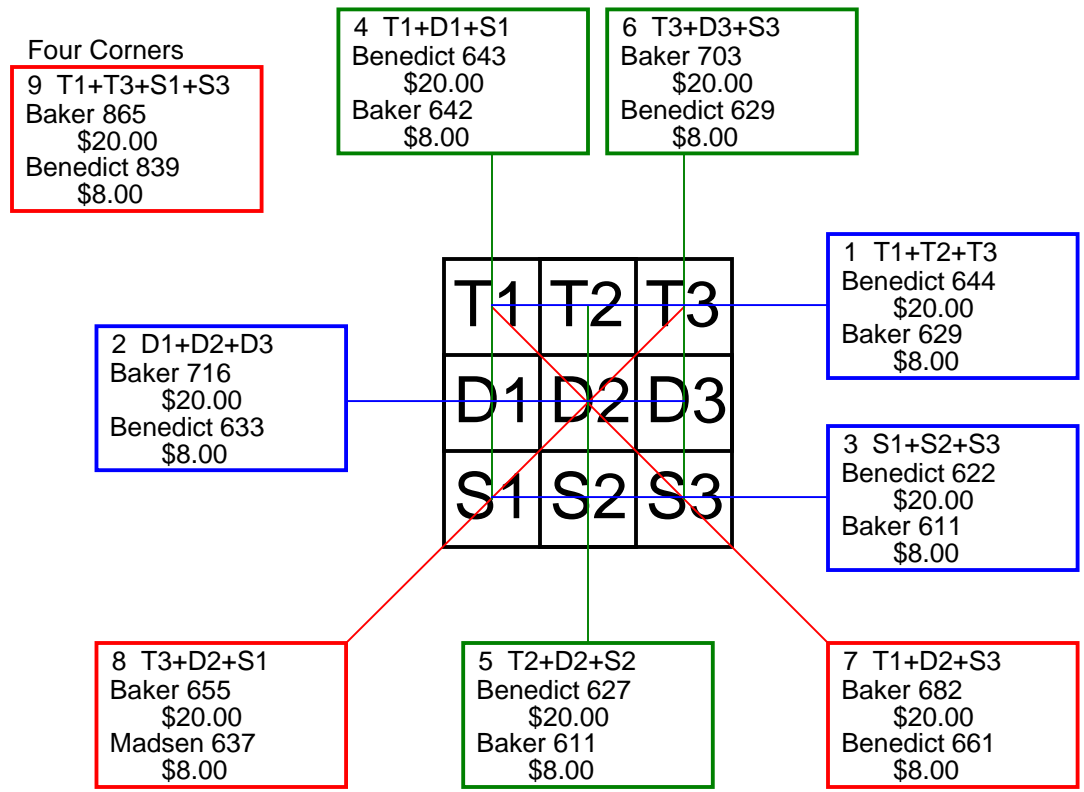 4 T1+D1+S1
Benedict 643
$20.00
Baker 642
$8.00
6 T3+D3+S3
Baker 703
$20.00
Benedict 629
$8.00
Four Corners
9 T1+T3+S1+S3
Baker 865
$20.00
Benedict 839
$8.00
1 T1+T2+T3
Benedict 644
$20.00
Baker 629
$8.00
T1 T2 T3
2 D1+D2+D3
Baker 716
$20.00
Benedict 633
$8.00
D1 D2 D3
3 S1+S2+S3
Benedict 622
$20.00
Baker 611
$8.00
S1 S2 S3
8 T3+D2+S1
Baker 655
$20.00
Madsen 637
$8.00
5 T2+D2+S2
Benedict 627
$20.00
Baker 611
$8.00
7 T1+D2+S3
Baker 682
$20.00
Benedict 661
$8.00